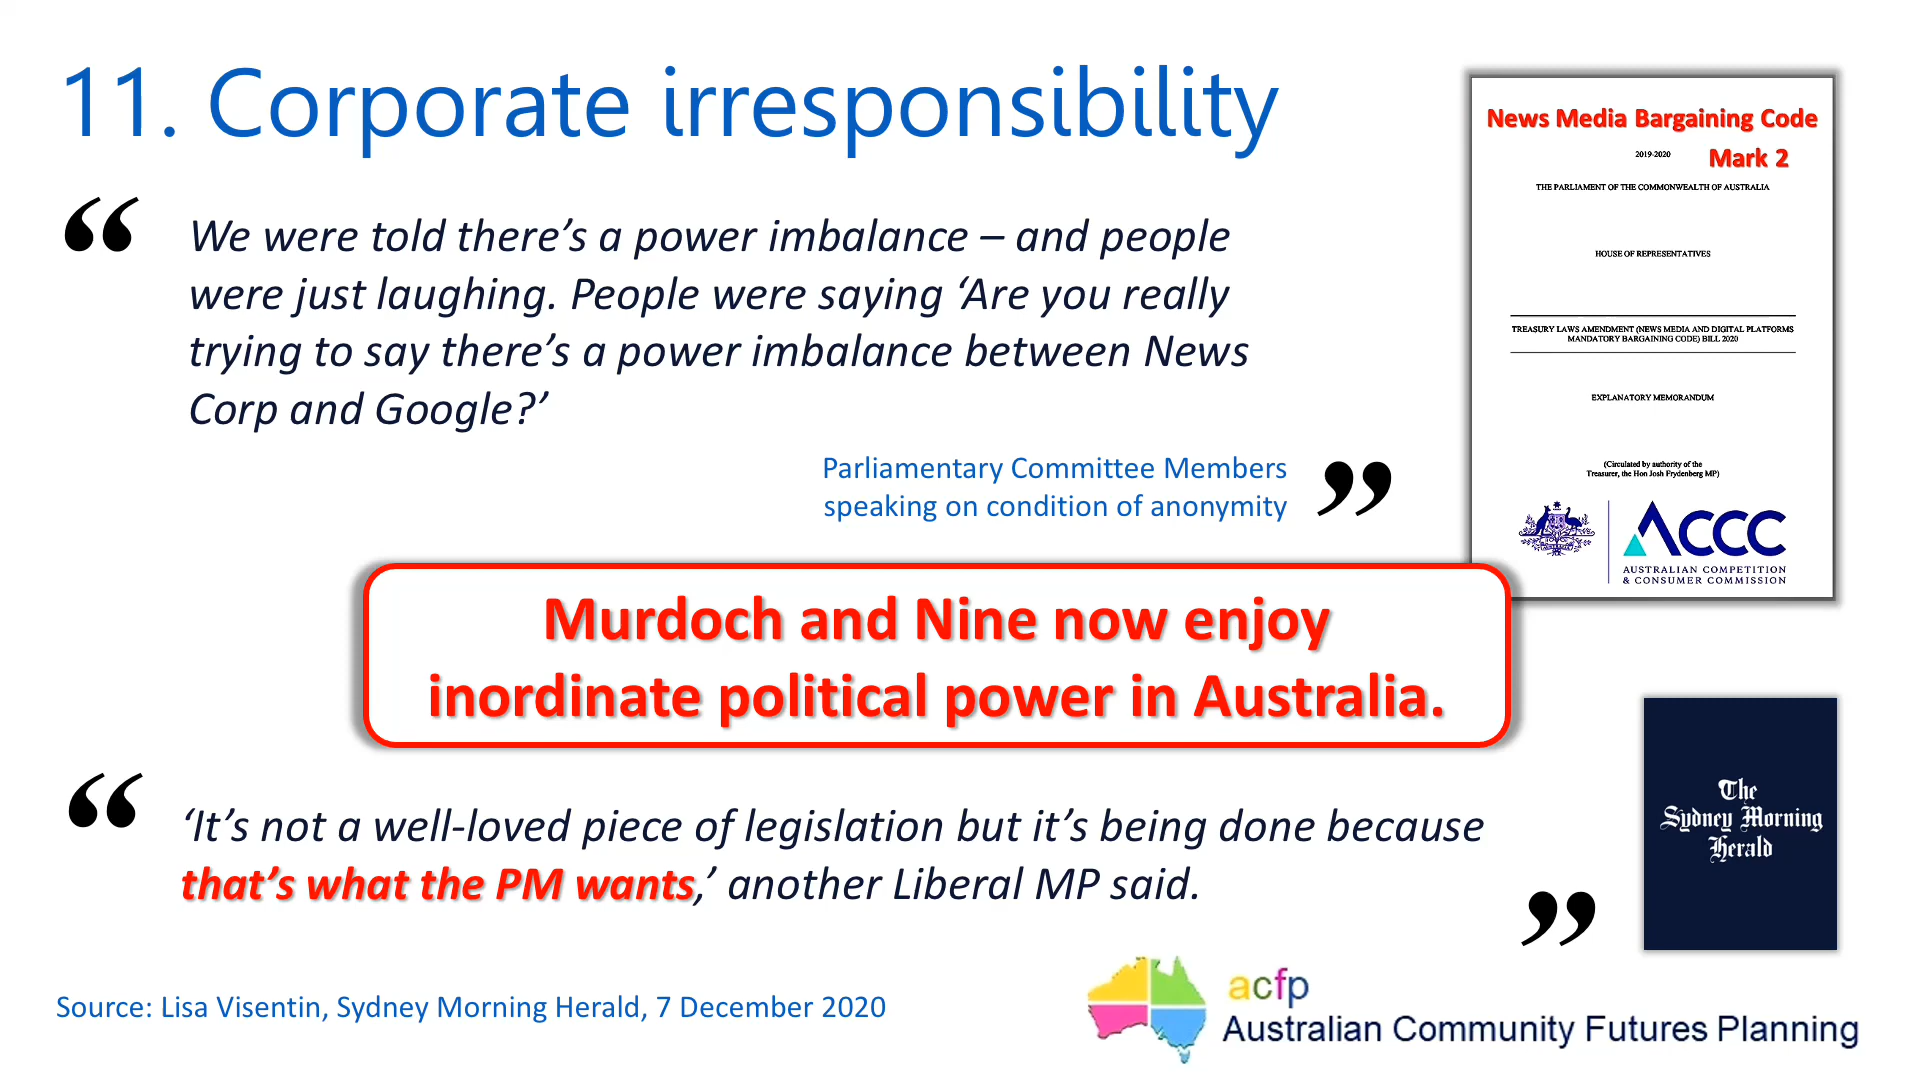 11. Corporate irresponsibility
“
We were told there’s a power imbalance – and people
were just laughing. People were saying ‘Are you really
trying to say there’s a power imbalance between News
Corp and Google?’
Parliamentary Committee Members
speaking on condition of anonymity
”
News Media Bargaining Code
2019-2020
Mark 2
THE PARLIAMENT OF THE COMMONWEALTH OF AUSTRALIA
HOUSE OF REPRESENTATIVES
TREASURY LAWS AMENDMENT (NEWS MEDIA AND DIGITAL PLATFORMS
MANDATORY BARGAINING CODE) BILL 2020
EXPLANATORY MEMORANDUM
(Circulated by authority of the
Treasurer, the Hon Josh Frydenberg MP)
ACCC
AUSTRALIAN COMPETITION
& CONSUMER COMMISSION
Murdoch and Nine now enjoy
inordinate political power in Australia.
“
‘It’s not a well-loved piece of legislation but it’s being done because
that’s what the PM wants,’ another Liberal MP said.
”
The
Sydney Morning
Herald
Source: Lisa Visentin, Sydney Morning Herald, 7 December 2020
acfp
Australian Community Futures Planning